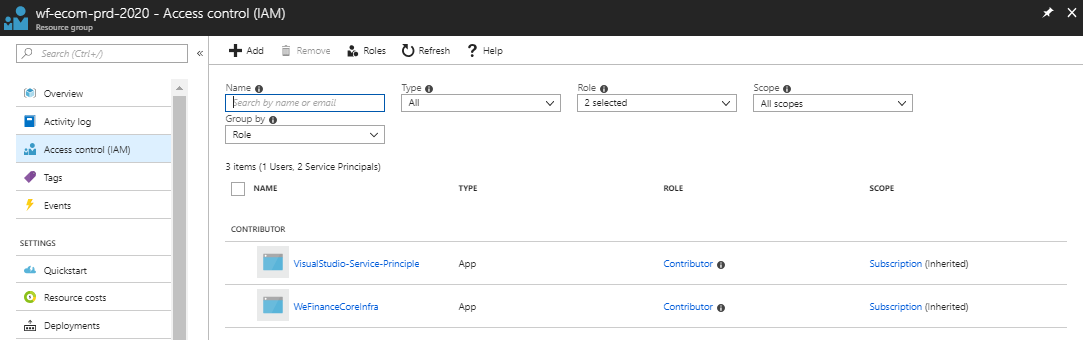 wf-ecom-prd-2020 - Access control (IAM)
Resource group
Search (Ctrl+/)
«
Overview
Activity log
Access control (IAM)
Tags
Events
SETTINGS
Quickstart
Resource costs
Deployments
Add
Remove
Roles
Refresh
? Help
Name
Type
Role
Scope
Search by name or email
All
2 selected
All scopes
Group by
Role
3 items (1 Users, 2 Service Principals)
NAME TYPE ROLE SCOPE
CONTRIBUTOR
VisualStudio-Service-Principle App Contributor Subscription (Inherited)
WeFinanceCoreInfra App Contributor Subscription (Inherited)